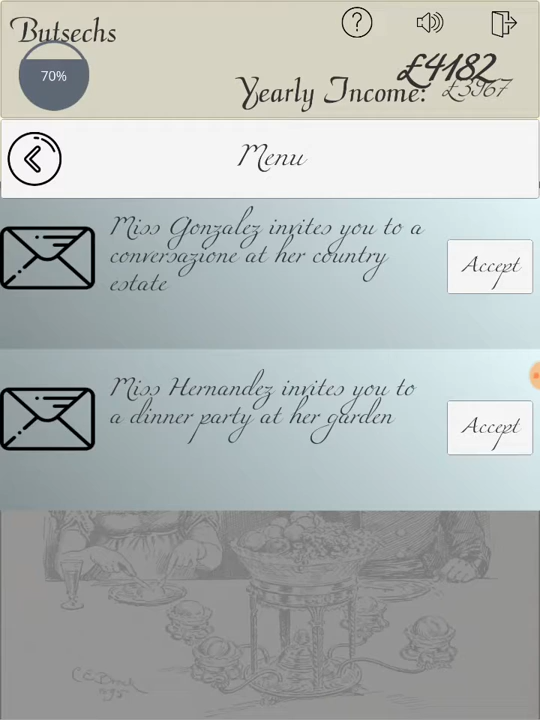 Butsechs
70%
£4182
Yearly Income: £3967
Menu
Miss Gonzalez invites you to a
conversazione at her country
estate
Accept
Miss Hernandez invites you to
a dinner party at her garden
Accept